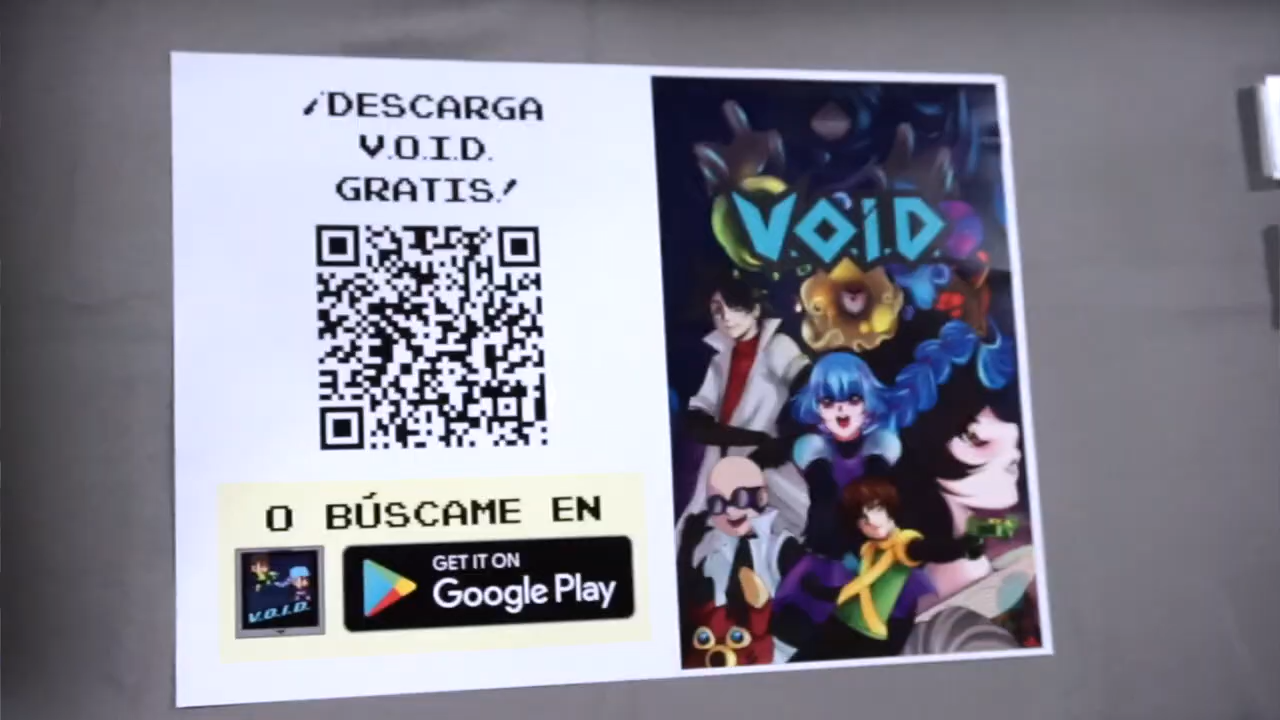 ¡DESCARGA
V.O.I.D.
GRATIS!
O BÚSCAME EN
V.O.I.D.
GET IT ON
Google Play
V.O.I.D.